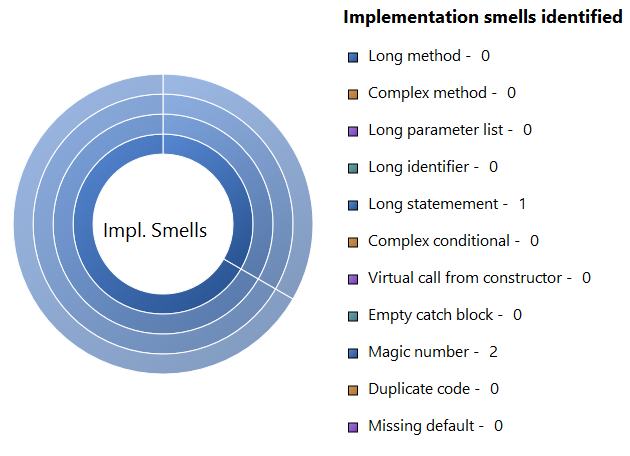 Implementation smells identified
Long method - 0
Complex method - 0
Long parameter list - 0
Long identifier - 0
Long statemement - 1
Complex conditional - 0
Virtual call from constructor - 0
Empty catch block - 0
Magic number - 2
Duplicate code - 0
Missing default - 0
Impl. Smells